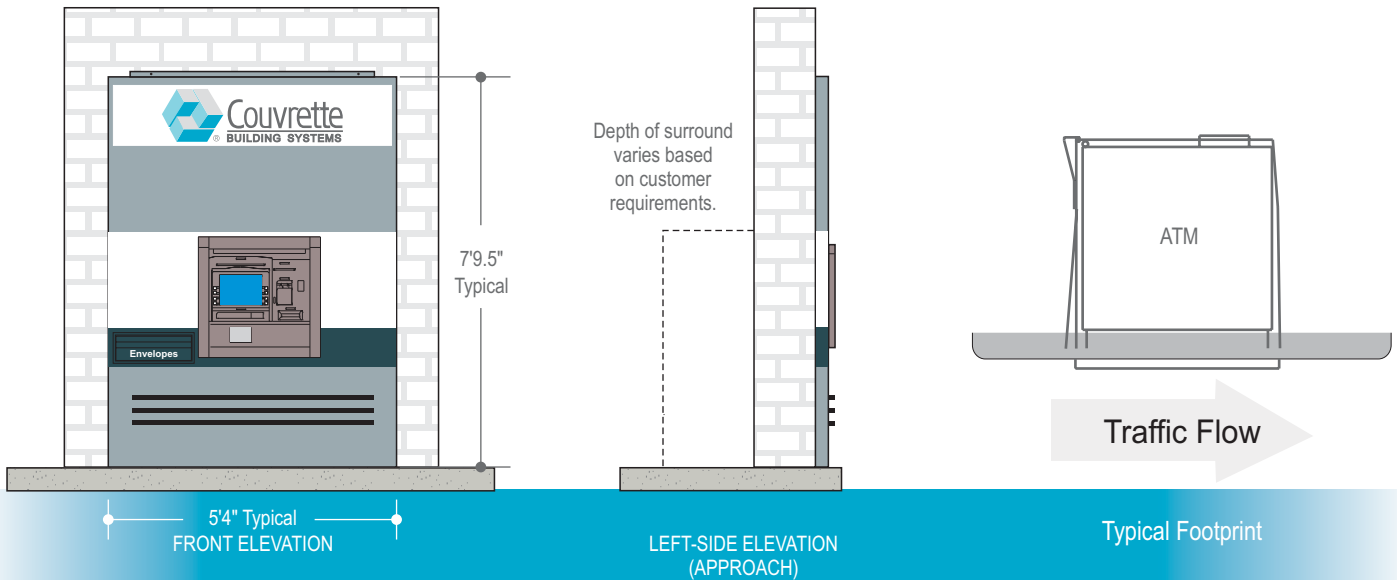 Couvrette
BUILDING SYSTEMS
®
Envelopes
7'9.5"
Typical
5'4" Typical
FRONT ELEVATION
Depth of surround
varies based
on customer
requirements.
LEFT-SIDE ELEVATION
(APPROACH)
ATM
Traffic Flow
Typical Footprint